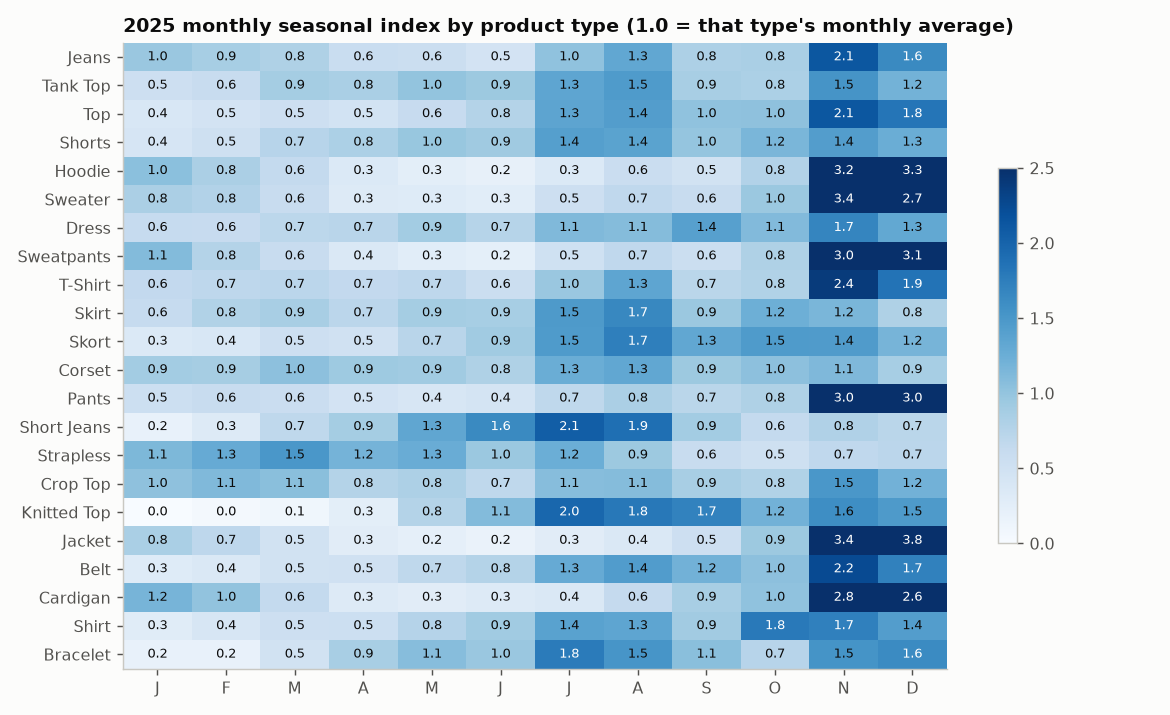 2025 monthly seasonal index by product type (1.0 = that type's monthly average)
Jeans 1.0 0.9 0.8 0.6 0.6 0.5 1.0 1.3 0.8 0.8 2.1 1.6
Tank Top 0.5 0.6 0.9 0.8 1.0 0.9 1.3 1.5 0.9 0.8 1.5 1.2
Top 0.4 0.5 0.5 0.5 0.6 0.8 1.3 1.4 1.0 1.0 2.1 1.8
Shorts 0.4 0.5 0.7 0.8 1.0 0.9 1.4 1.4 1.0 1.2 1.4 1.3
Hoodie 1.0 0.8 0.6 0.3 0.3 0.2 0.3 0.6 0.5 0.8 3.2 3.3
Sweater 0.8 0.8 0.6 0.3 0.3 0.3 0.5 0.7 0.6 1.0 3.4 2.7
Dress 0.6 0.6 0.7 0.7 0.9 0.7 1.1 1.1 1.4 1.1 1.7 1.3
Sweatpants 1.1 0.8 0.6 0.4 0.3 0.2 0.5 0.7 0.6 0.8 3.0 3.1
T-Shirt 0.6 0.7 0.7 0.7 0.7 0.6 1.0 1.3 0.7 0.8 2.4 1.9
Skirt 0.6 0.8 0.9 0.7 0.9 0.9 1.5 1.7 0.9 1.2 1.2 0.8
Skort 0.3 0.4 0.5 0.5 0.7 0.9 1.5 1.7 1.3 1.5 1.4 1.2
Corset 0.9 0.9 1.0 0.9 0.9 0.8 1.3 1.3 0.9 1.0 1.1 0.9
Pants 0.5 0.6 0.6 0.5 0.4 0.4 0.7 0.8 0.7 0.8 3.0 3.0
Short Jeans 0.2 0.3 0.7 0.9 1.3 1.6 2.1 1.9 0.9 0.6 0.8 0.7
Strapless 1.1 1.3 1.5 1.2 1.3 1.0 1.2 0.9 0.6 0.5 0.7 0.7
Crop Top 1.0 1.1 1.1 0.8 0.8 0.7 1.1 1.1 0.9 0.8 1.5 1.2
Knitted Top 0.0 0.0 0.1 0.3 0.8 1.1 2.0 1.8 1.7 1.2 1.6 1.5
Jacket 0.8 0.7 0.5 0.3 0.2 0.2 0.3 0.4 0.5 0.9 3.4 3.8
Belt 0.3 0.4 0.5 0.5 0.7 0.8 1.3 1.4 1.2 1.0 2.2 1.7
Cardigan 1.2 1.0 0.6 0.3 0.3 0.3 0.4 0.6 0.9 1.0 2.8 2.6
Shirt 0.3 0.4 0.5 0.5 0.8 0.9 1.4 1.3 0.9 1.8 1.7 1.4
Bracelet 0.2 0.2 0.5 0.9 1.1 1.0 1.8 1.5 1.1 0.7 1.5 1.6
J F M A M J J A S O N D
2.5
2.0
1.5
1.0
0.5
0.0